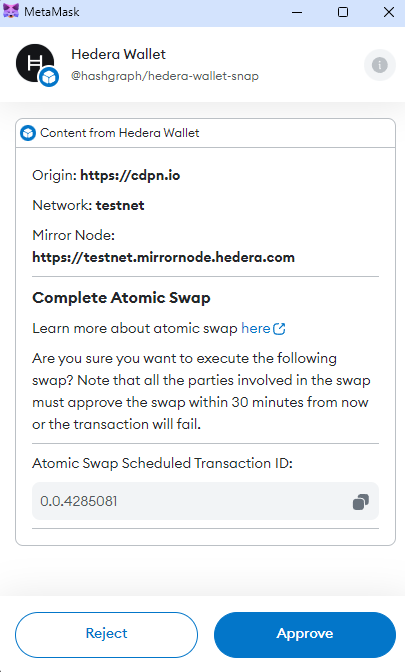 MetaMask
Hedera Wallet
@hashgraph/hedera-wallet-snap
Content from Hedera Wallet
Origin: https://cdpn.io
Network: testnet
Mirror Node:
https://testnet.mirrornode.hedera.com
Complete Atomic Swap
Learn more about atomic swap here
Are you sure you want to execute the following
swap? Note that all the parties involved in the swap
must approve the swap within 30 minutes from now
or the transaction will fail.
Atomic Swap Scheduled Transaction ID:
0.0.4285081
Reject
Approve